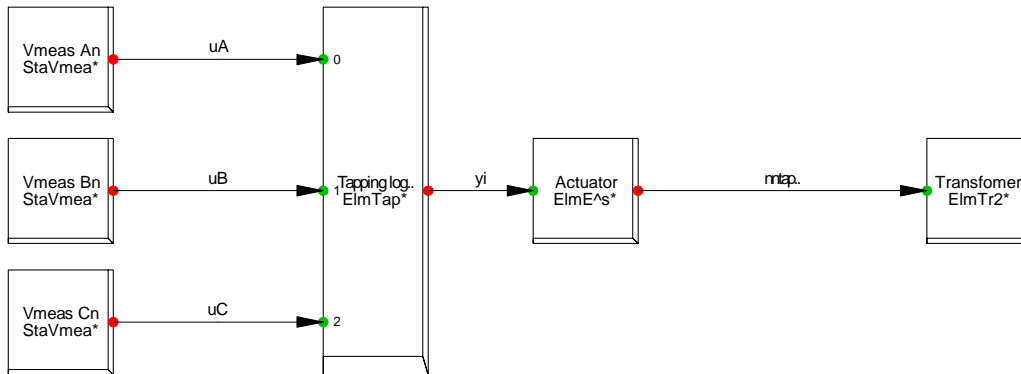 Vmeas An
StaVmea*
uA
0
Vmeas Bn
StaVmea*
uB
1
Tapping log..
ElmTap*
yi
Actuator
ElmE^s*
Transfomer
ElmTr2*
Vmeas Cn
StaVmea*
uC
2